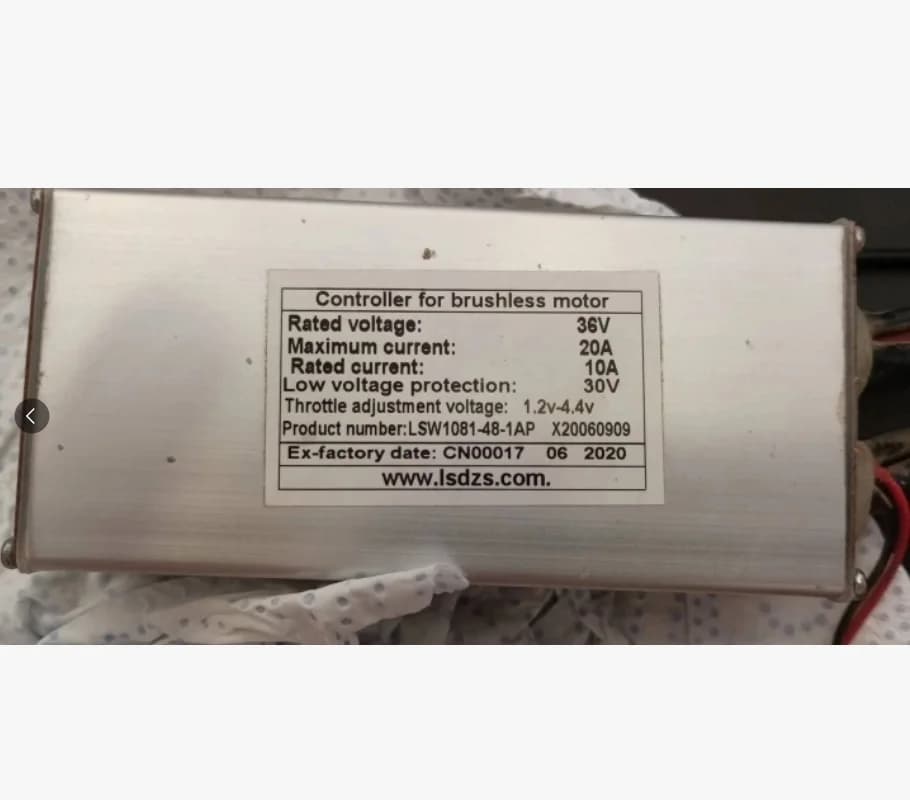 Controller for brushless motor
Rated voltage: 36V
Maximum current: 20A
Rated current: 10A
Low voltage protection: 30V
Throttle adjustment voltage: 1.2v-4.4v
Product number:LSW1081-48-1AP X20060909
Ex-factory date: CN00017 06 2020
www.lsdzs.com.